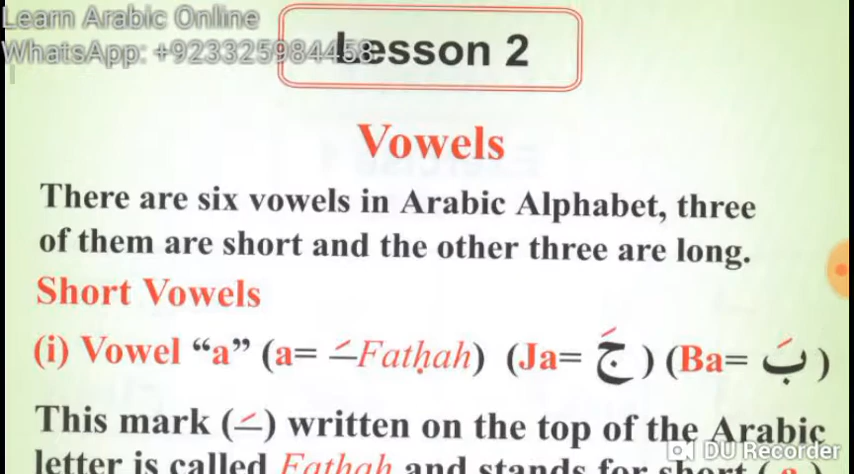 Learn Arabic Online
WhatsApp: +923325984458
Lesson 2
Vowels
There are six vowels in Arabic Alphabet, three
of them are short and the other three are long.
Short Vowels
(i) Vowel “a” (a= ـَ Fatḥah) (Ja= جَ ) (Ba= بَ )
This mark (ـَ) written on the top of the Arabic
letter is called Fatḥah and stands for short a
DU Recorder